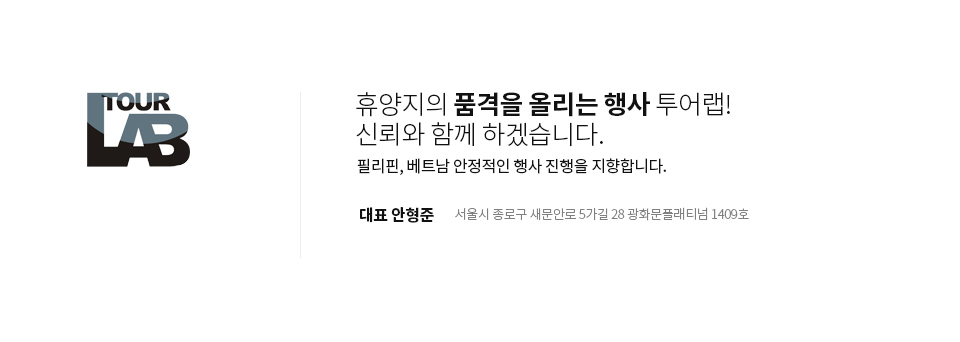 TOUR
LAB
휴양지의 품격을 올리는 행사 투어랩!
신뢰와 함께 하겠습니다.
필리핀, 베트남 안정적인 행사 진행을 지향합니다.
대표 안형준 서울시 종로구 새문안로 5가길 28 광화문플래티넘 1409호